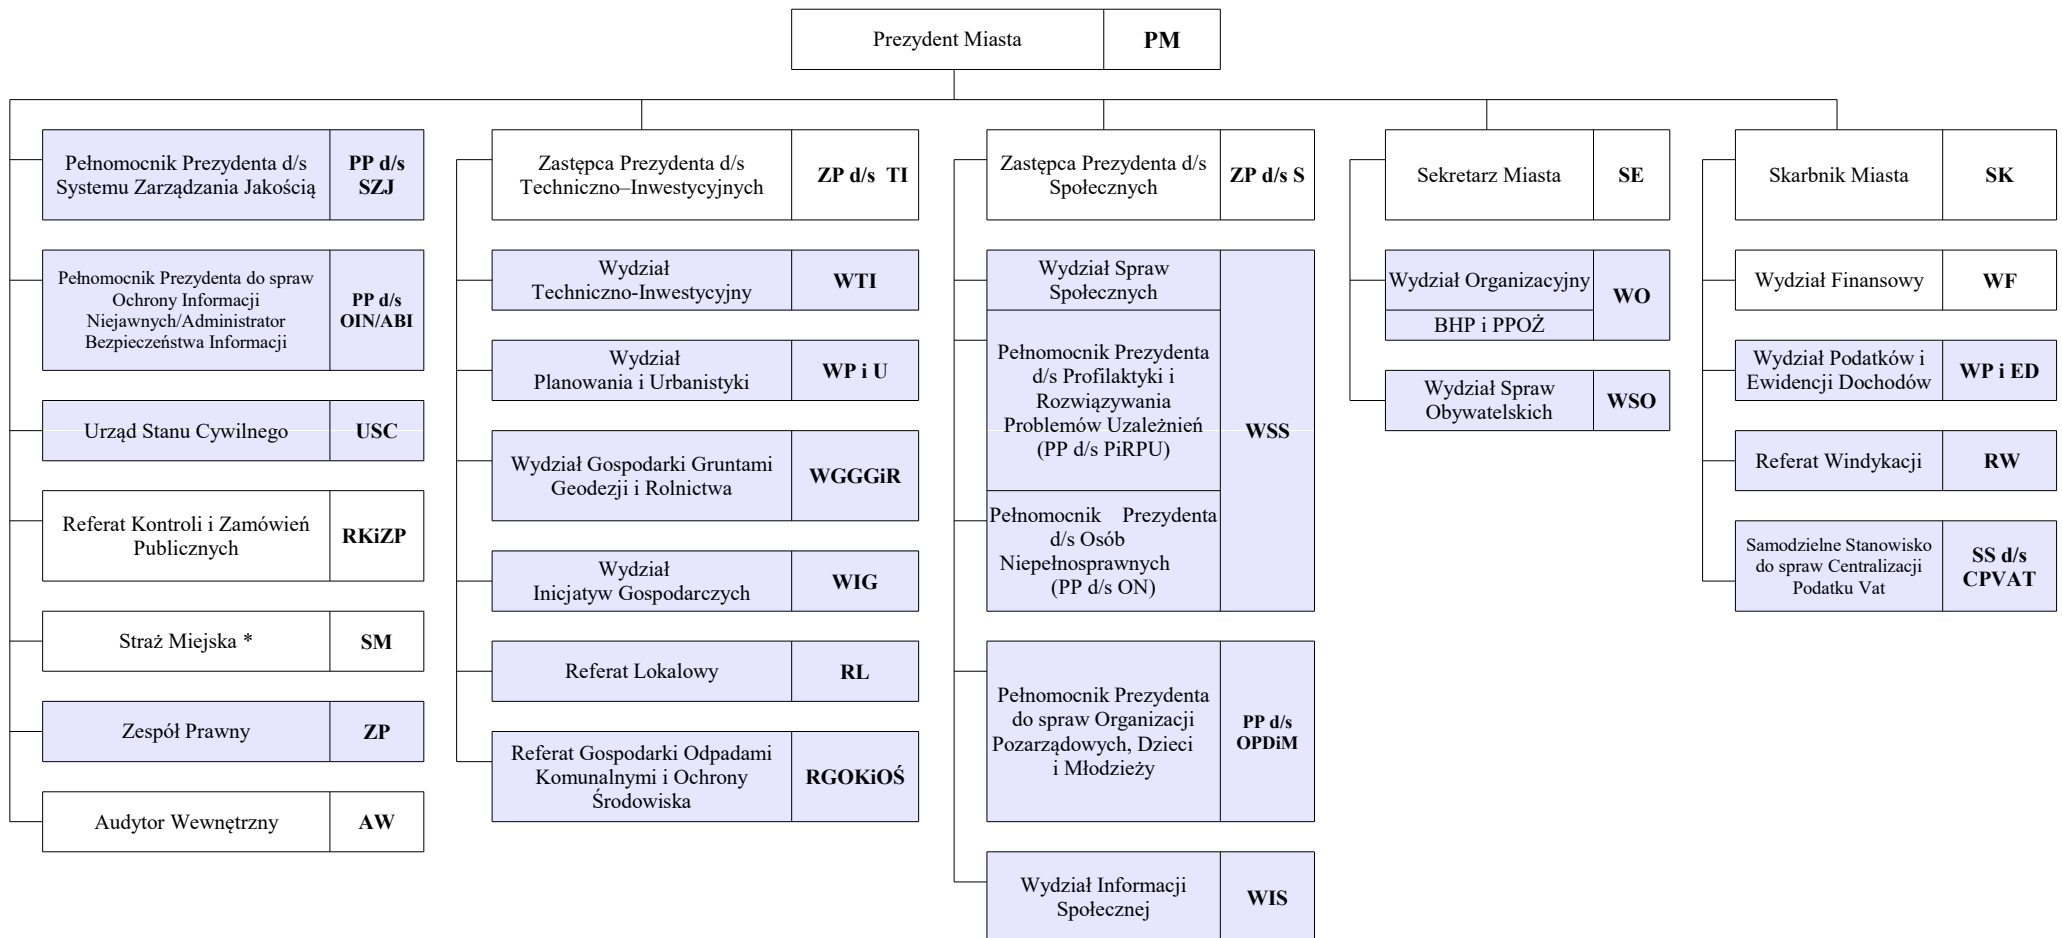 Prezydent Miasta
PM
Pełnomocnik Prezydenta d/s
Systemu Zarządzania Jakością
PP d/s
SZJ
Pełnomocnik Prezydenta do spraw
Ochrony Informacji
Niejawnych/Administrator
Bezpieczeństwa Informacji
PP d/s
OIN/ABI
Urząd Stanu Cywilnego
USC
Referat Kontroli i Zamówień
Publicznych
RKiZP
Straż Miejska *
SM
Zespół Prawny
ZP
Audytor Wewnętrzny
AW
Zastępca Prezydenta d/s
Techniczno–Inwestycyjnych
ZP d/s TI
Wydział
Techniczno-Inwestycyjny
WTI
Wydział
Planowania i Urbanistyki
WP i U
Wydział Gospodarki Gruntami
Geodezji i Rolnictwa
WGGGiR
Wydział
Inicjatyw Gospodarczych
WIG
Referat Lokalowy
RL
Referat Gospodarki Odpadami
Komunalnymi i Ochrony
Środowiska
RGOKiOŚ
Zastępca Prezydenta d/s
Społecznych
ZP d/s S
Wydział Spraw
Społecznych
Pełnomocnik Prezydenta
d/s Profilaktyki i
Rozwiązywania
Problemów Uzależnień
(PP d/s PiRPU)
Pełnomocnik Prezydenta
d/s Osób
Niepełnosprawnych
(PP d/s ON)
WSS
Pełnomocnik Prezydenta
do spraw Organizacji
Pozarządowych, Dzieci
i Młodzieży
PP d/s
OPDiM
Wydział Informacji
Społecznej
WIS
Sekretarz Miasta
SE
Wydział Organizacyjny
BHP i PPOŻ
WO
Wydział Spraw
Obywatelskich
WSO
Skarbnik Miasta
SK
Wydział Finansowy
WF
Wydział Podatków i
Ewidencji Dochodów
WP i ED
Referat Windykacji
RW
Samodzielne Stanowisko
do spraw Centralizacji
Podatku Vat
SS d/s
CPVAT